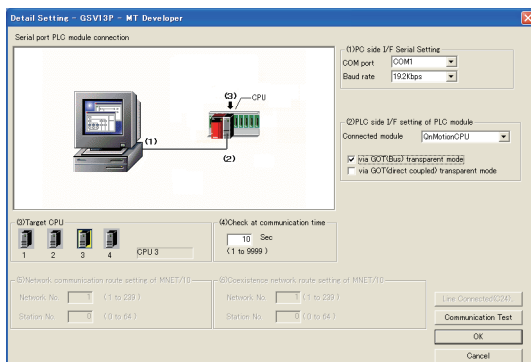 Detail Setting - GSV13P - MT Developer
Serial port PLC module connection
(1)
(2)
(3)
CPU
(1)PC side I/F Serial Setting
COM port COM1
Baud rate 19.2Kbps
(2)PLC side I/F setting of PLC module
Connected module QnMotionCPU
via GOT(Bus) transparent mode
via GOT(direct coupled) transparent mode
(3)Target CPU
1 2 3 4 CPU 3
(4)Check at communication time
10 Sec
(1 to 9999 )
(5)Network communication route setting of MNET/10
Network No. 1 (1 to 239 )
Station No. 0 (0 to 64 )
(6)Coexistence network route setting of MNET/10
Network No. 1 (1 to 239 )
Station No. 0 (0 to 64 )
Line Connected(C24)...
Communication Test
OK
Cancel